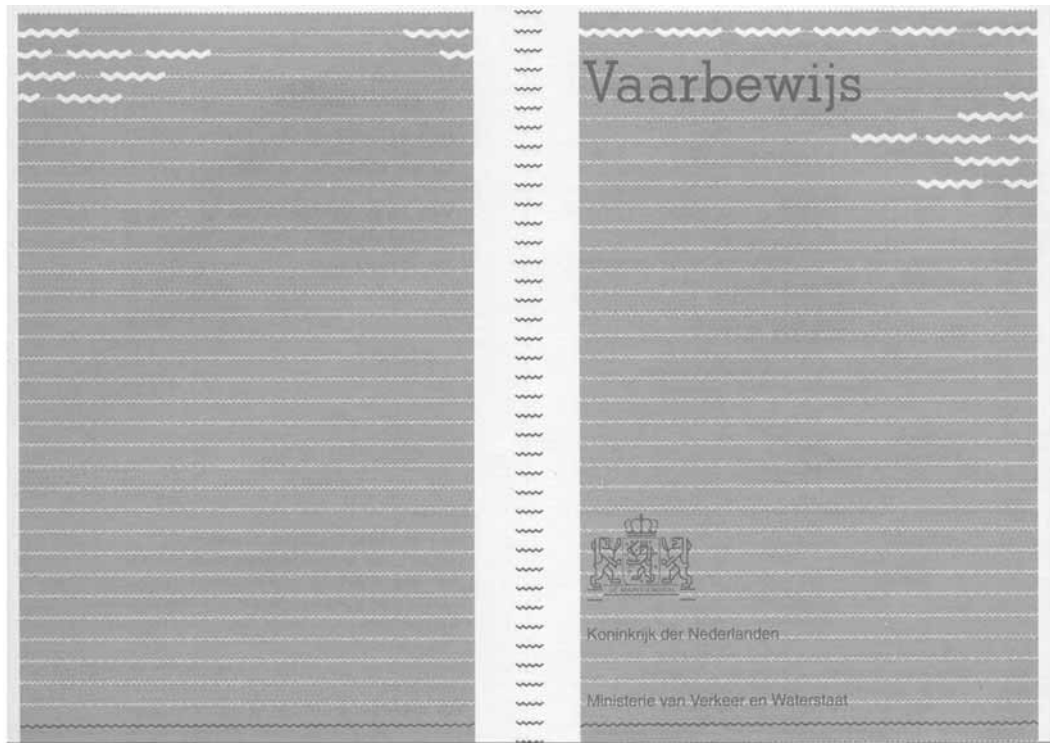 Vaarbewijs
Koninkrijk der Nederlanden
Ministerie van Verkeer en Waterstaat